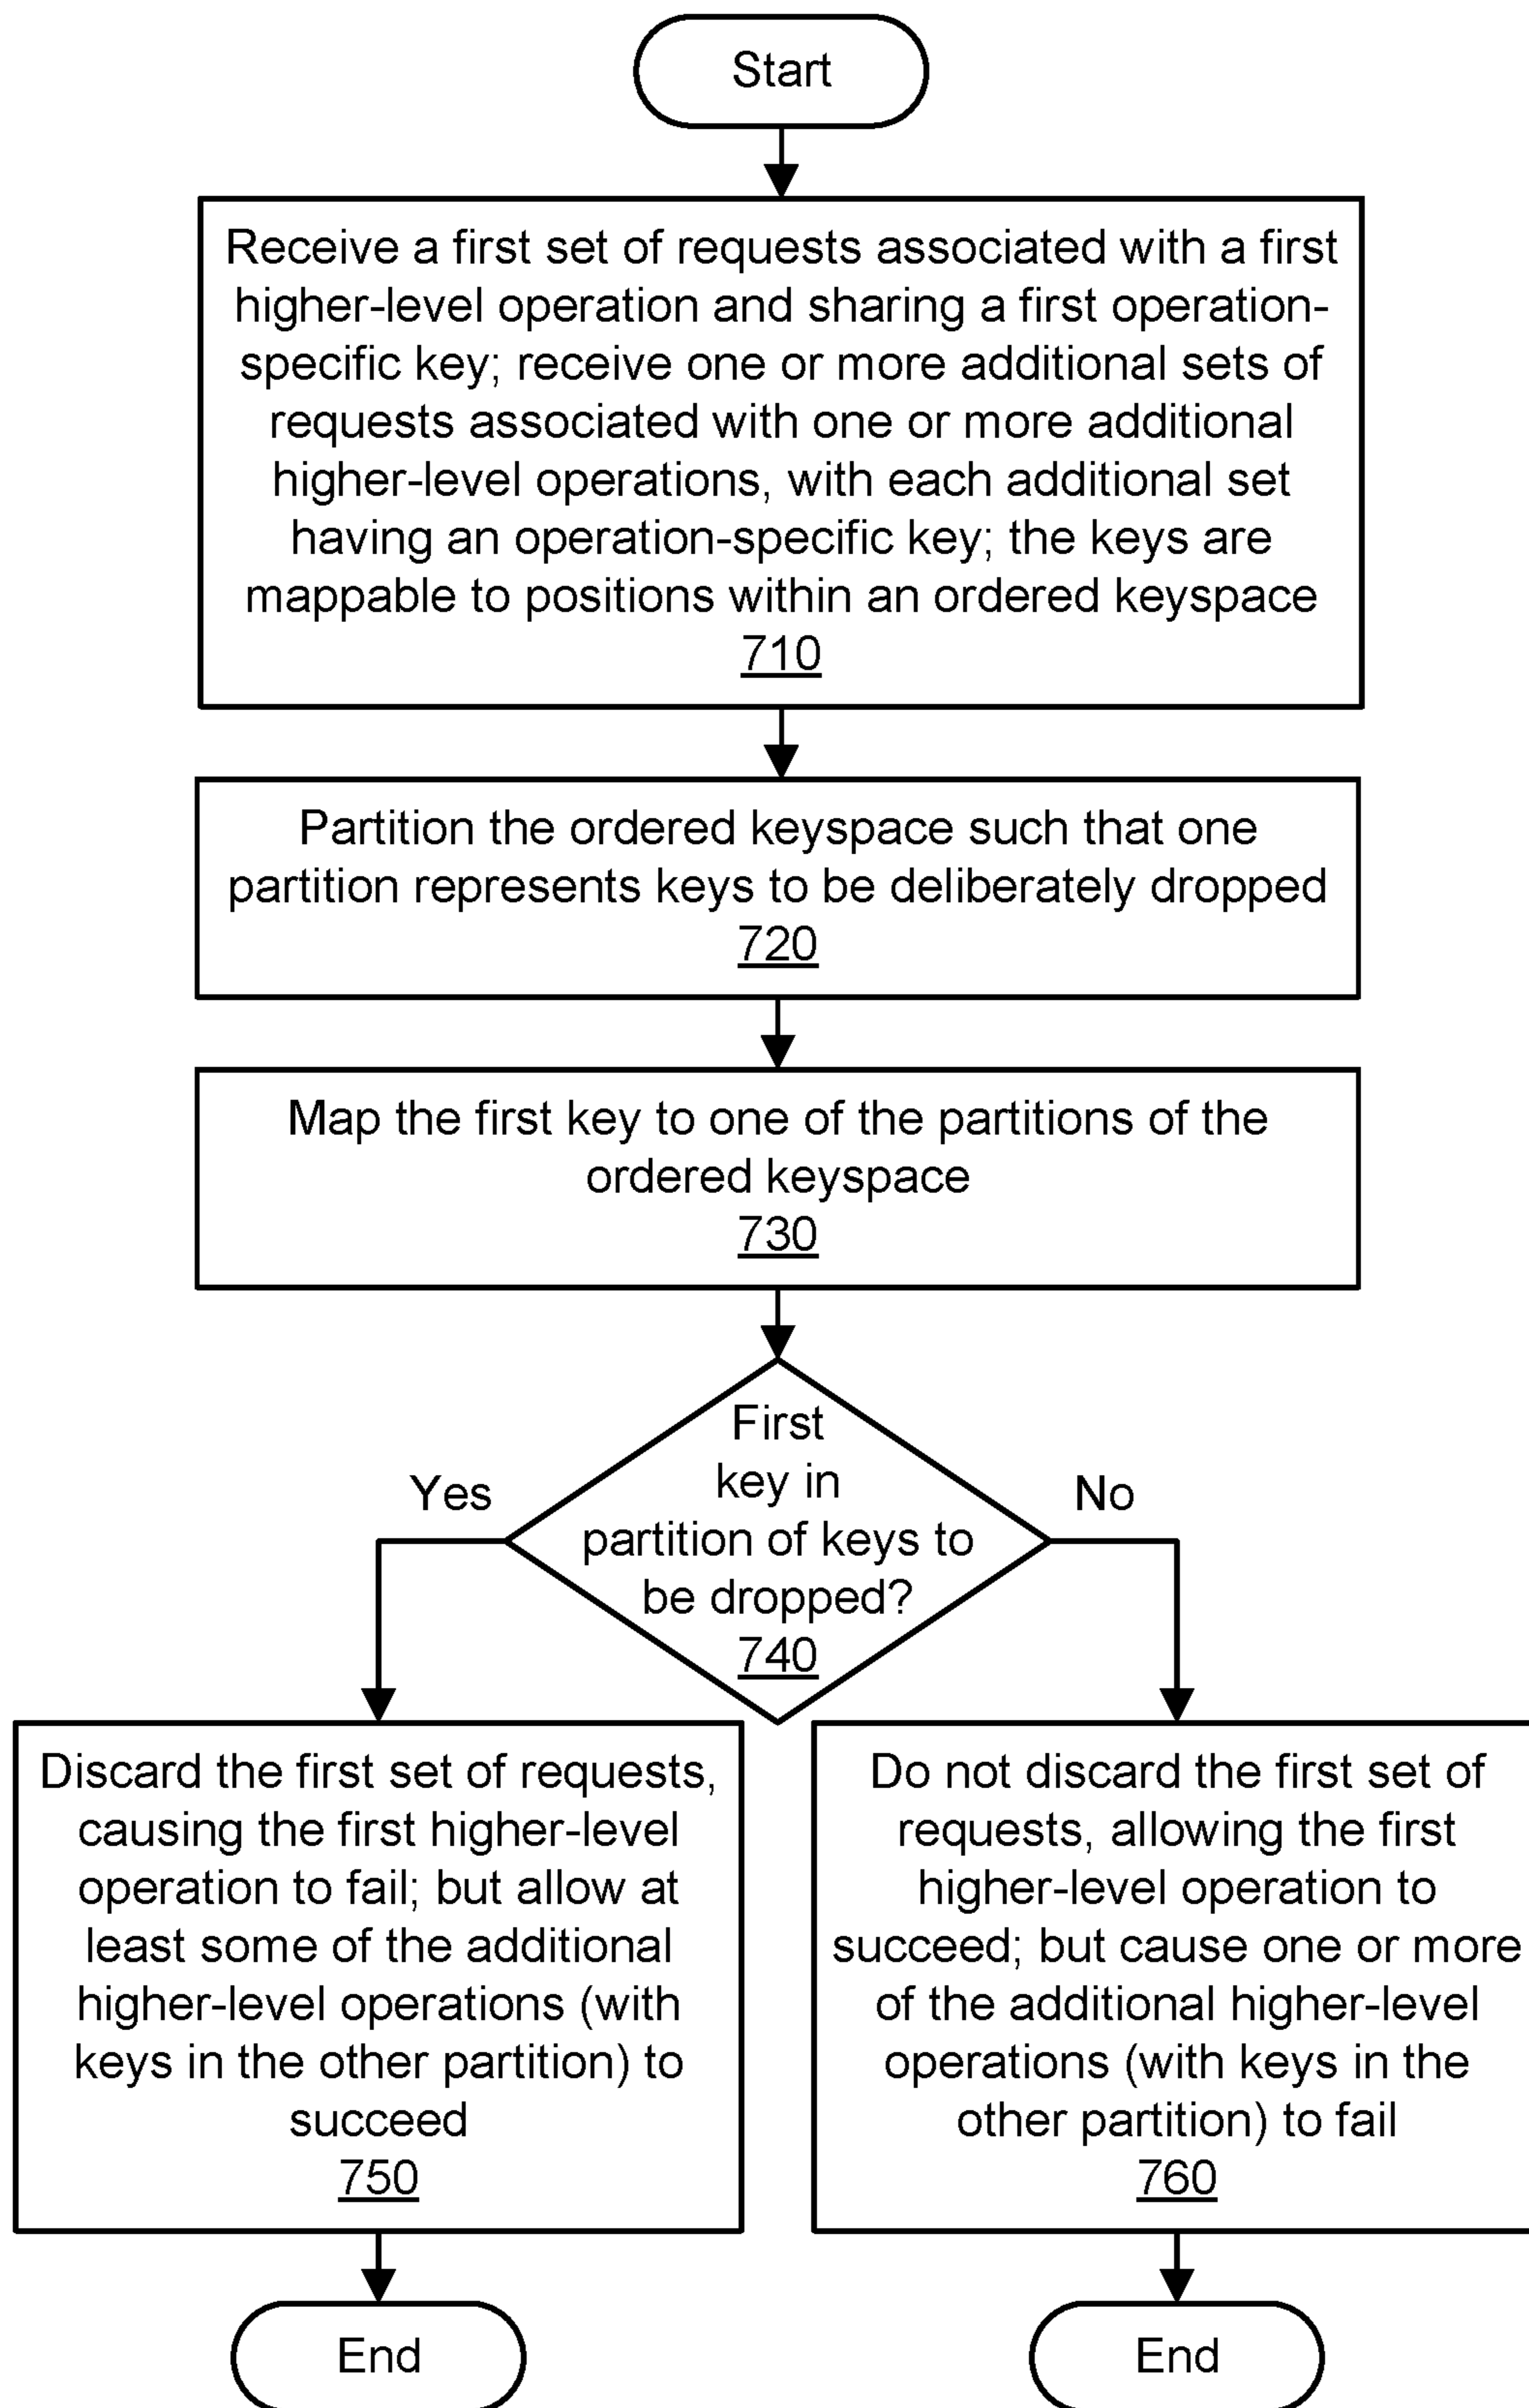 Start
Receive a first set of requests associated with a first
higher-level operation and sharing a first operation-
specific key; receive one or more additional sets of
requests associated with one or more additional
higher-level operations, with each additional set
having an operation-specific key; the keys are
mappable to positions within an ordered keyspace
710
Partition the ordered keyspace such that one
partition represents keys to be deliberately dropped
720
Map the first key to one of the partitions of the
ordered keyspace
730
First
key in
partition of keys to
be dropped?
740
Yes
No
Discard the first set of requests,
causing the first higher-level
operation to fail; but allow at
least some of the additional
higher-level operations (with
keys in the other partition) to
succeed
750
Do not discard the first set of
requests, allowing the first
higher-level operation to
succeed; but cause one or more
of the additional higher-level
operations (with keys in the
other partition) to fail
760
End
End